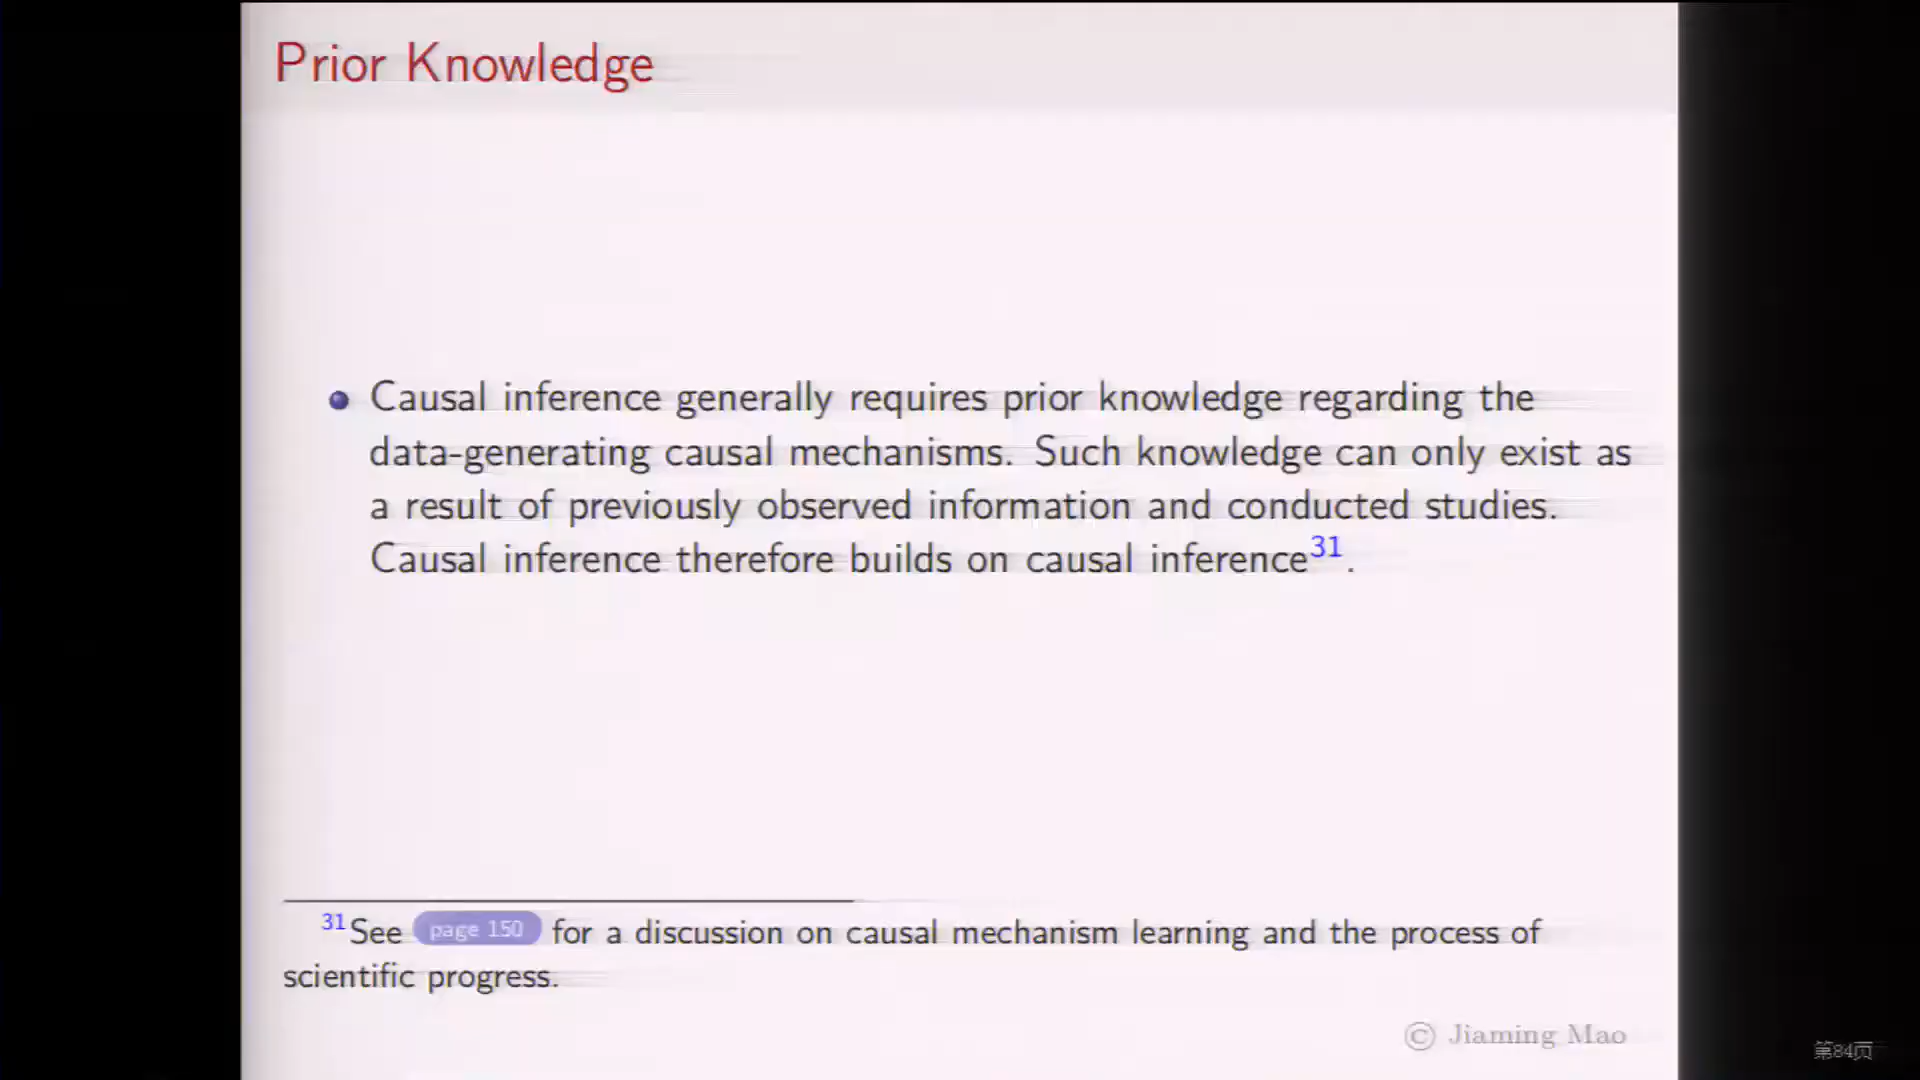 Prior Knowledge
Causal inference generally requires prior knowledge regarding the
data-generating causal mechanisms. Such knowledge can only exist as
a result of previously observed information and conducted studies.
Causal inference therefore builds on causal inference31.
31See page 150 for a discussion on causal mechanism learning and the process of
scientific progress.
© Jiaming Mao
第84页